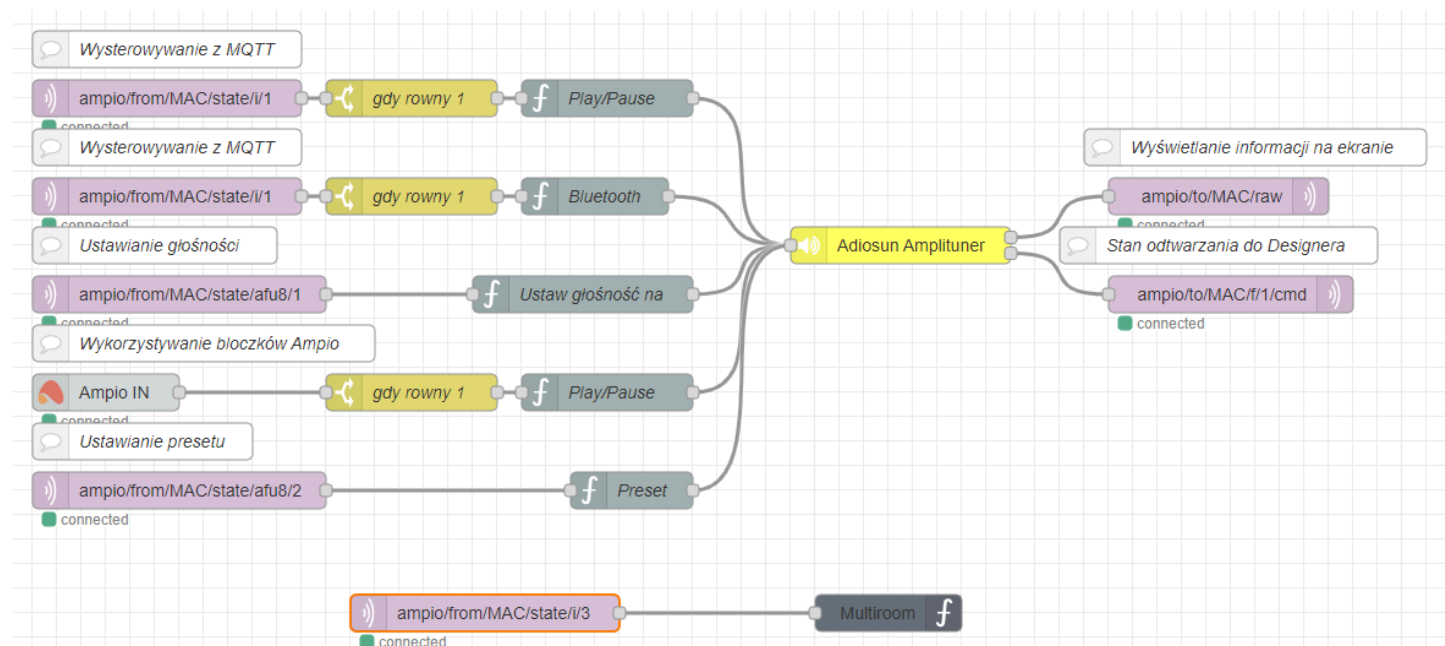 Wysterowywanie z MQTT
ampio/from/MAC/state/i/1
gdy rowny 1
Play/Pause
connected
Wysterowywanie z MQTT
Wyświetlanie informacji na ekranie
ampio/from/MAC/state/i/1
gdy rowny 1
Bluetooth
ampio/to/MAC/raw
connected
connected
Ustawianie głośności
Adiosun Amplituner
Stan odtwarzania do Designera
ampio/from/MAC/state/afu8/1
Ustaw głośność na
ampio/to/MAC/f/1/cmd
connected
connected
Wykorzystywanie bloczków Ampio
Ampio IN
gdy rowny 1
Play/Pause
connected
Ustawianie presetu
ampio/from/MAC/state/afu8/2
Preset
connected
ampio/from/MAC/state/i/3
Multiroom
connected